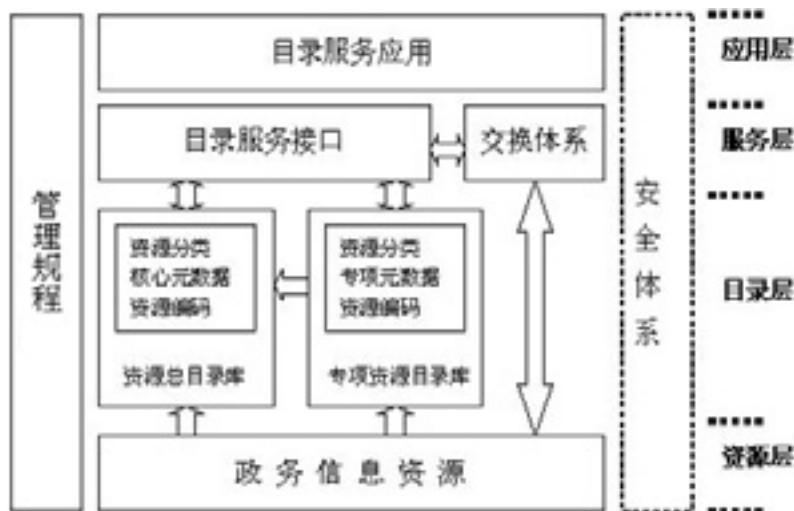 管理规程
目录服务应用
目录服务接口
交换体系
资源分类
核心元数据
资源编码
资源总目录库
资源分类
专项元数据
资源编码
专项资源目录库
政务信息资源
安全体系
应用层
服务层
目录层
资源层